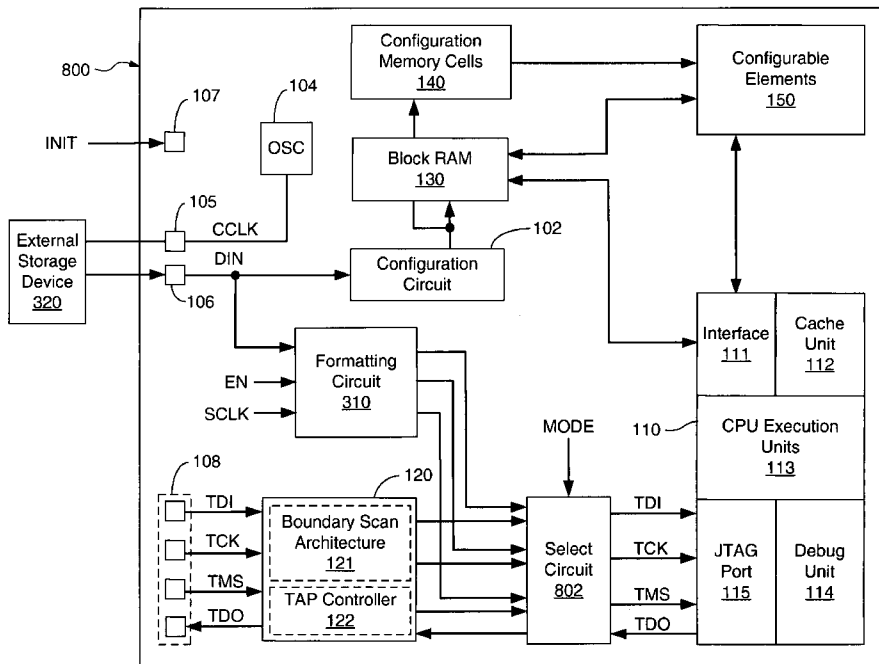 800
INIT
107
104
OSC
Configuration
Memory Cells
140
Configurable
Elements
150
Block RAM
130
105
CCLK
External
Storage
Device
320
DIN
106
102
Configuration
Circuit
Formatting
Circuit
310
EN
SCLK
Interface
111
Cache
Unit
112
110
CPU Execution
Units
113
MODE
108
TDI
TCK
TMS
TDO
120
Boundary Scan
Architecture
121
TAP Controller
122
Select
Circuit
802
TDI
TCK
TMS
TDO
JTAG
Port
115
Debug
Unit
114